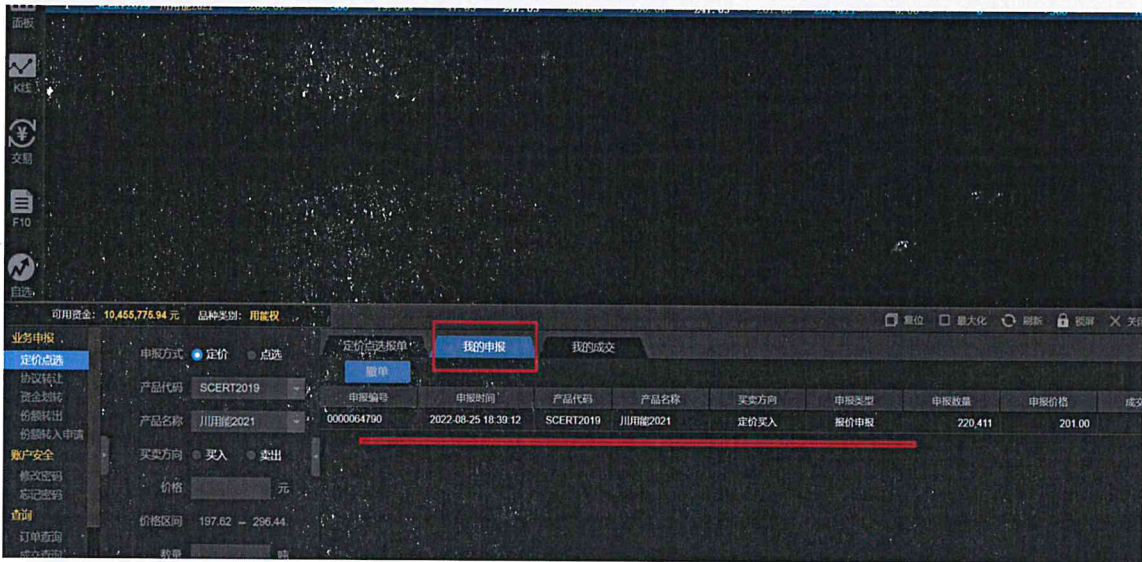 面板
K线
交易
F10
自选
可用资金: 10,455,775.94 元 品种类别: 用能权
复位 最大化 刷新 锁屏
业务申报
定价点选
协议转让
资金划转
份额转出
份额转入申请
账户安全
修改密码
忘记密码
查询
订单查询
成交查询
申报方式 定价 点选
产品代码 SCERT2019
产品名称 川用能2021
买卖方向 买入 卖出
价格 元
价格区间 197.62 – 296.44
数量 吨
定价点选报单 我的申报 我的成交
撤单
申报编号 申报时间 产品代码 产品名称 买卖方向 申报类型 申报数量 申报价格
0000064790 2022-08-25 18:39:12 SCERT2019 川用能2021 定价买入 报价申报 220,411 201.00